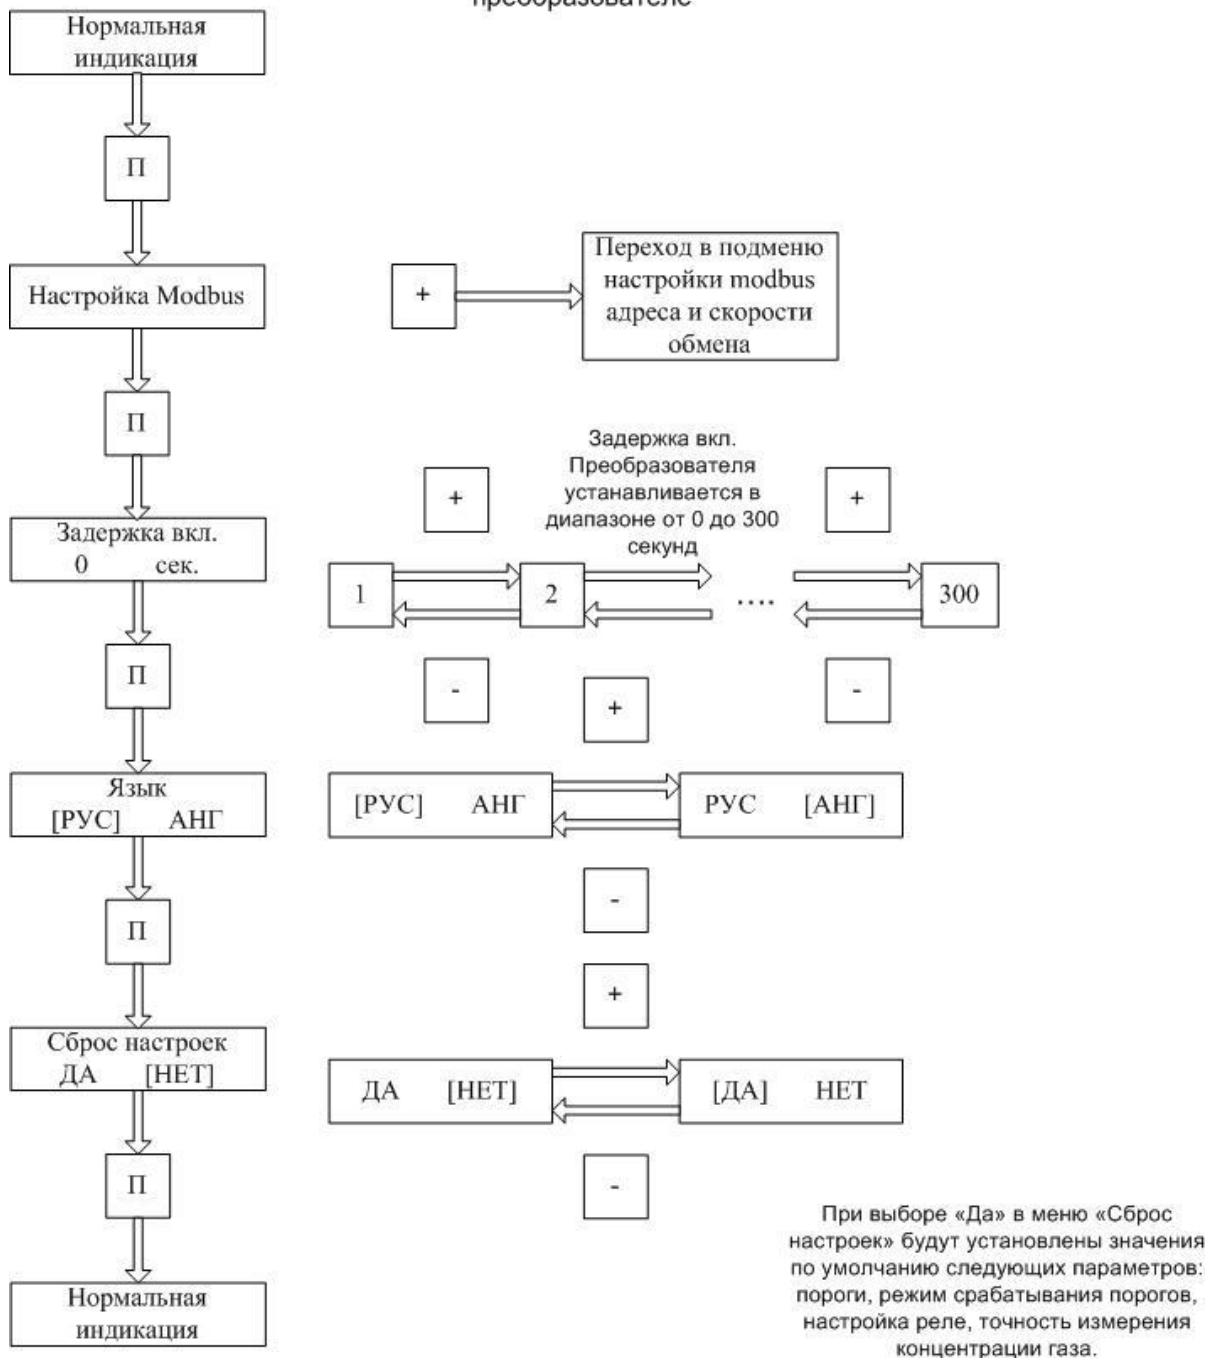 преобразователе
Нормальная
индикация
П
Настройка Modbus
+
Переход в подменю
настройки modbus
адреса и скорости
обмена
П
Задержка вкл.
Преобразователя
устанавливается в
диапазоне от 0 до 300
секунд
+
+
Задержка вкл.
0 сек.
1
2
....
300
-
-
П
+
Язык
[РУС] АНГ
[РУС] АНГ
РУС [АНГ]
-
П
+
Сброс настроек
ДА [НЕТ]
ДА [НЕТ]
[ДА] НЕТ
-
П
Нормальная
индикация
При выборе «Да» в меню «Сброс
настроек» будут установлены значения
по умолчанию следующих параметров:
пороги, режим срабатывания порогов,
настройка реле, точность измерения
концентрации газа.